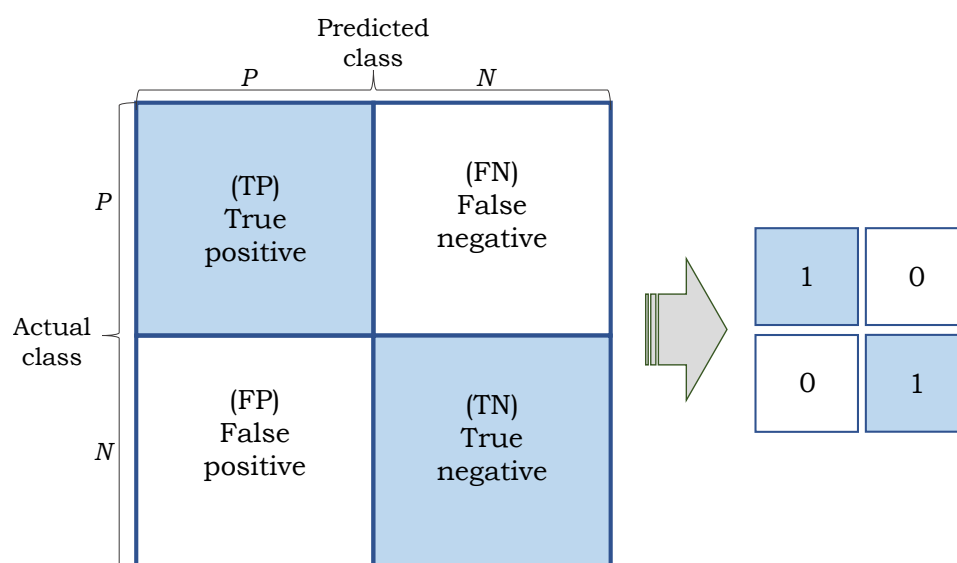 Predicted
class
P
N
P
(TP)
True
positive
(FN)
False
negative
Actual
class
N
(FP)
False
positive
(TN)
True
negative
1
0
0
1